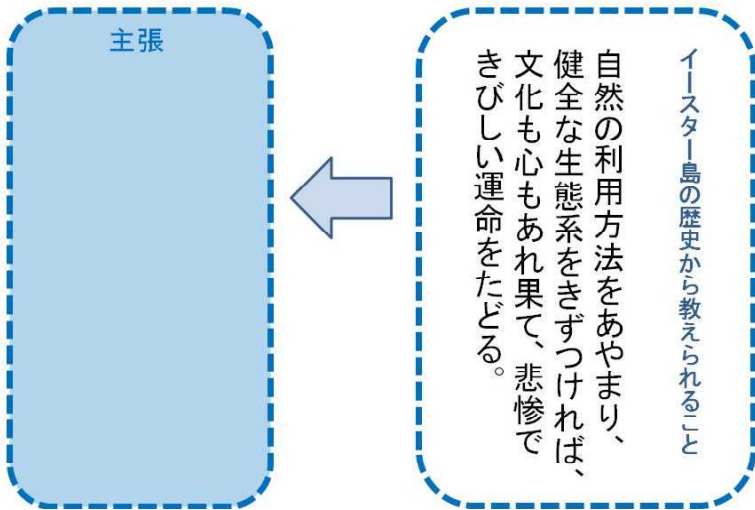 イースター島の歴史から教えられること
自然の利用方法をあやまり、
健全な生態系をきずつければ、
文化も心もあれ果て、悲惨で
きびしい運命をたどる。
主張